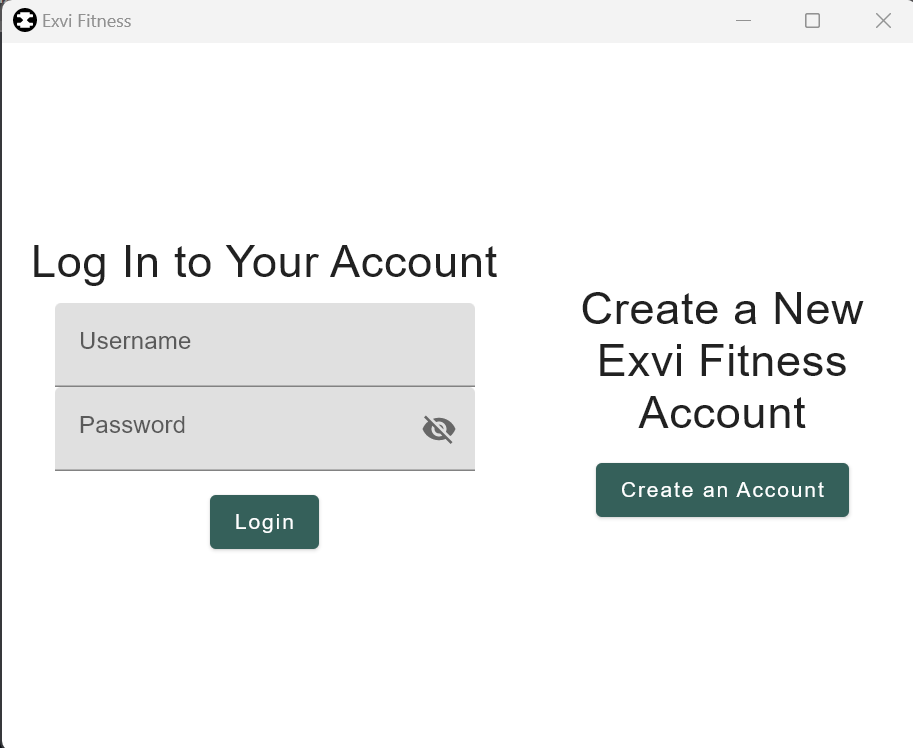 Exvi Fitness
Log In to Your Account
Username
Password
Login
Create a New
Exvi Fitness
Account
Create an Account